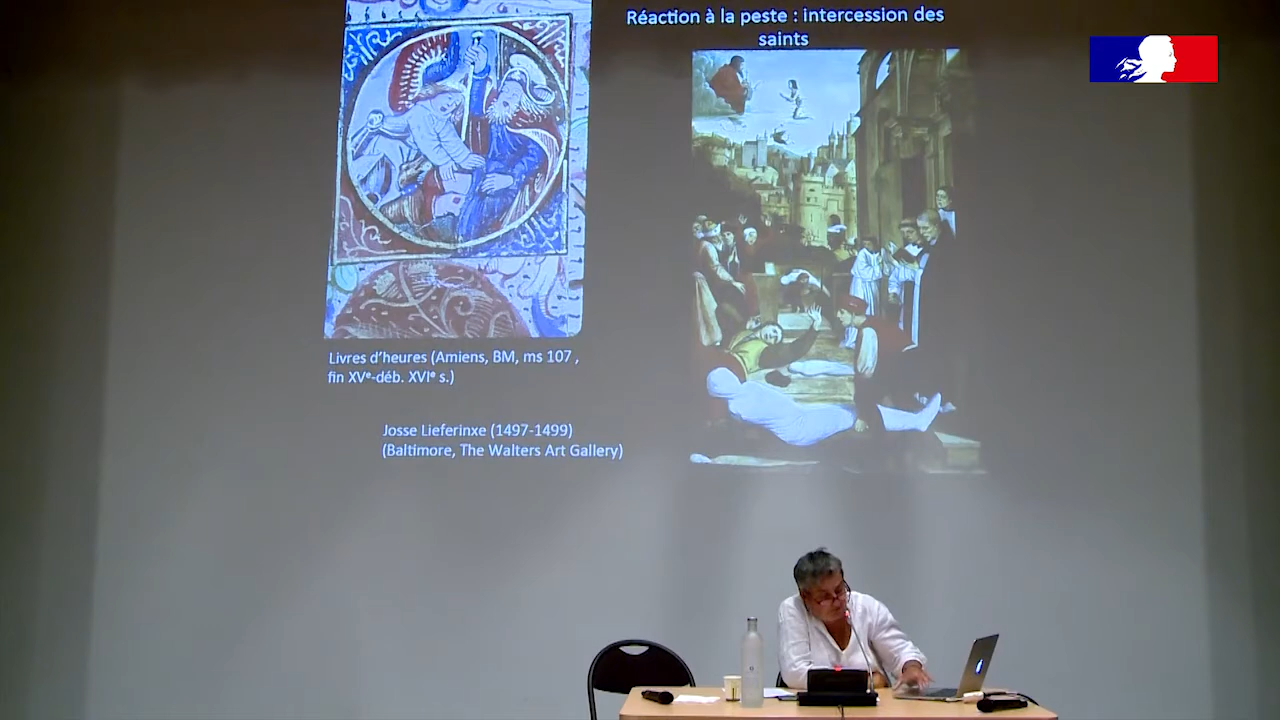 Réaction à la peste : intercession des
saints
Livres d'heures (Amiens, BM, ms 107 ,
fin XVᵉ-déb. XVIᵉ s.)
Josse Lieferinxe (1497-1499)
(Baltimore, The Walters Art Gallery)